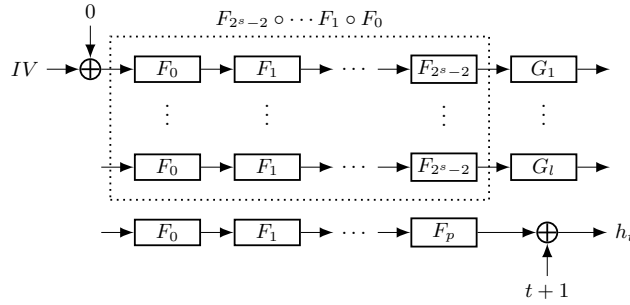 0
F_{2^s-2} ∘ ⋯ F_1 ∘ F_0
IV F_0 F_1 ⋯ F_{2^s-2} G_1
⋮ ⋮ ⋮ ⋮
F_0 F_1 ⋯ F_{2^s-2} G_l
F_0 F_1 ⋯ F_p h_i
t + 1